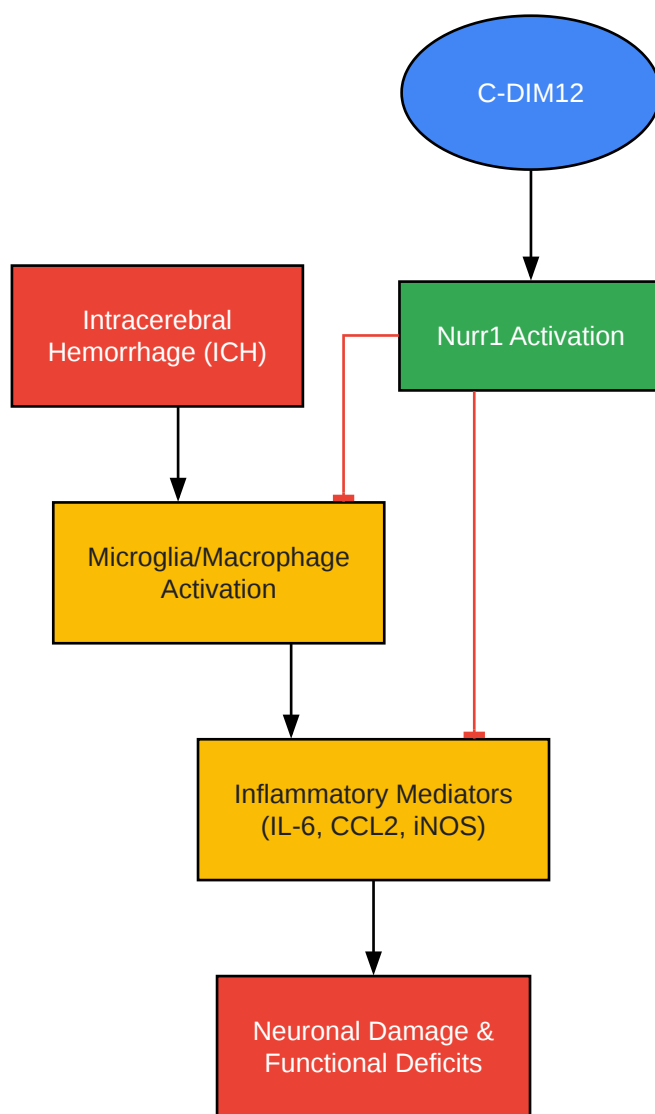 C-DIM12
Intracerebral
Hemorrhage (ICH)
Nurr1 Activation
Microglia/Macrophage
Activation
Inflammatory Mediators
(IL-6, CCL2, iNOS)
Neuronal Damage &
Functional Deficits